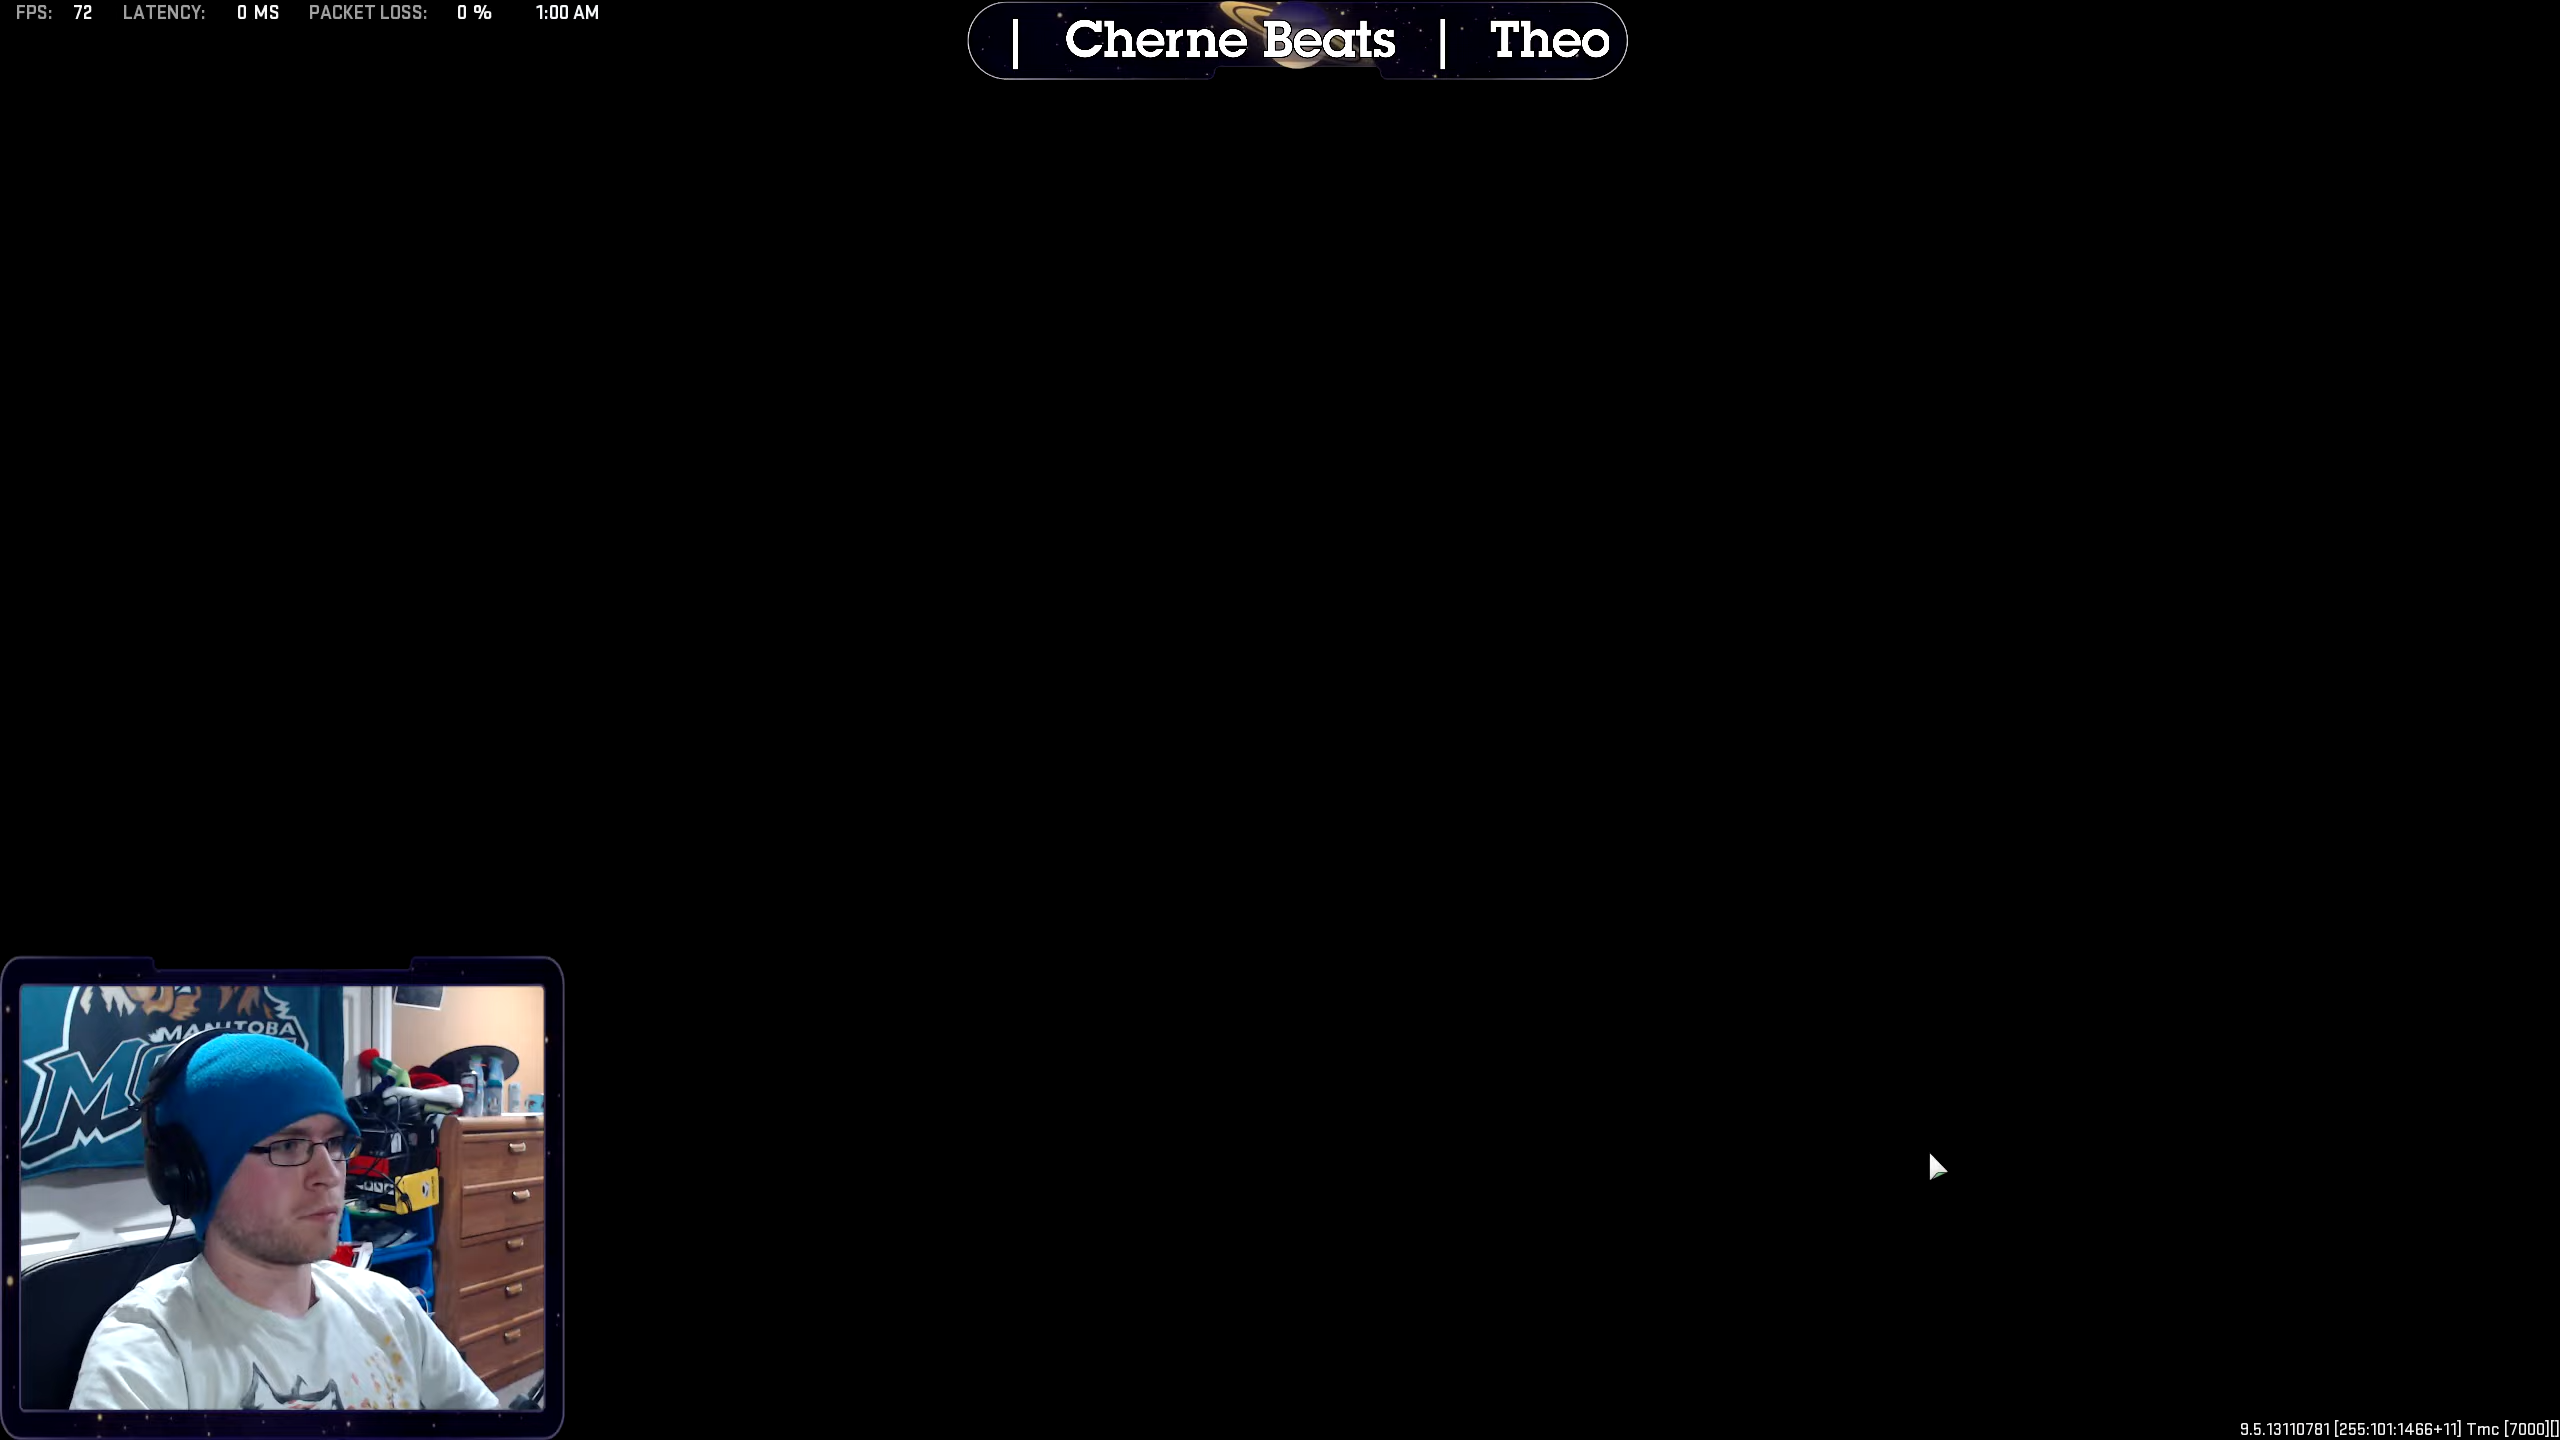 FPS: 72 LATENCY: 0 MS PACKET LOSS: 0 % 1:00 AM
| Cherne Beats | Theo
MANITOBA
9.5.13110781 [255:101:1466+11] Tmc [7000][]